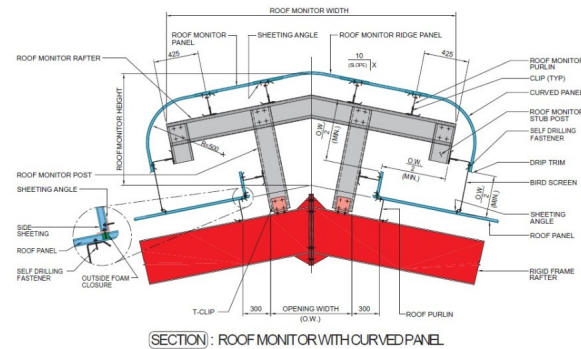 ROOF MONITOR WIDTH
ROOF MONITOR
PANEL
SHEETING ANGLE
ROOF MONITOR RIDGE PANEL
425
10
(SLOPE)
X
425
ROOF MONITOR RAFTER
ROOF MONITOR
PURLIN
CLIP (TYP)
CURVED PANEL
ROOF MONITOR
STUB POST
SELF DRILLING
FASTENER
ROOF MONITOR HEIGHT
R=500
O.W.
2
(MIN.)
O.W.
2
(MIN.)
DRIP TRIM
BIRD SCREEN
O.W.
2
(MIN.)
ROOF MONITOR POST
SHEETING ANGLE
SIDE
SHEETING
ROOF PANEL
SELF DRILLING
FASTENER
OUTSIDE FOAM
CLOSURE
SHEETING
ANGLE
ROOF PANEL
RIGID FRAME
RAFTER
T-CLIP
300
OPENING WIDTH
(O.W.)
300
ROOF PURLIN
SECTION : ROOF MONITOR WITH CURVED PANEL